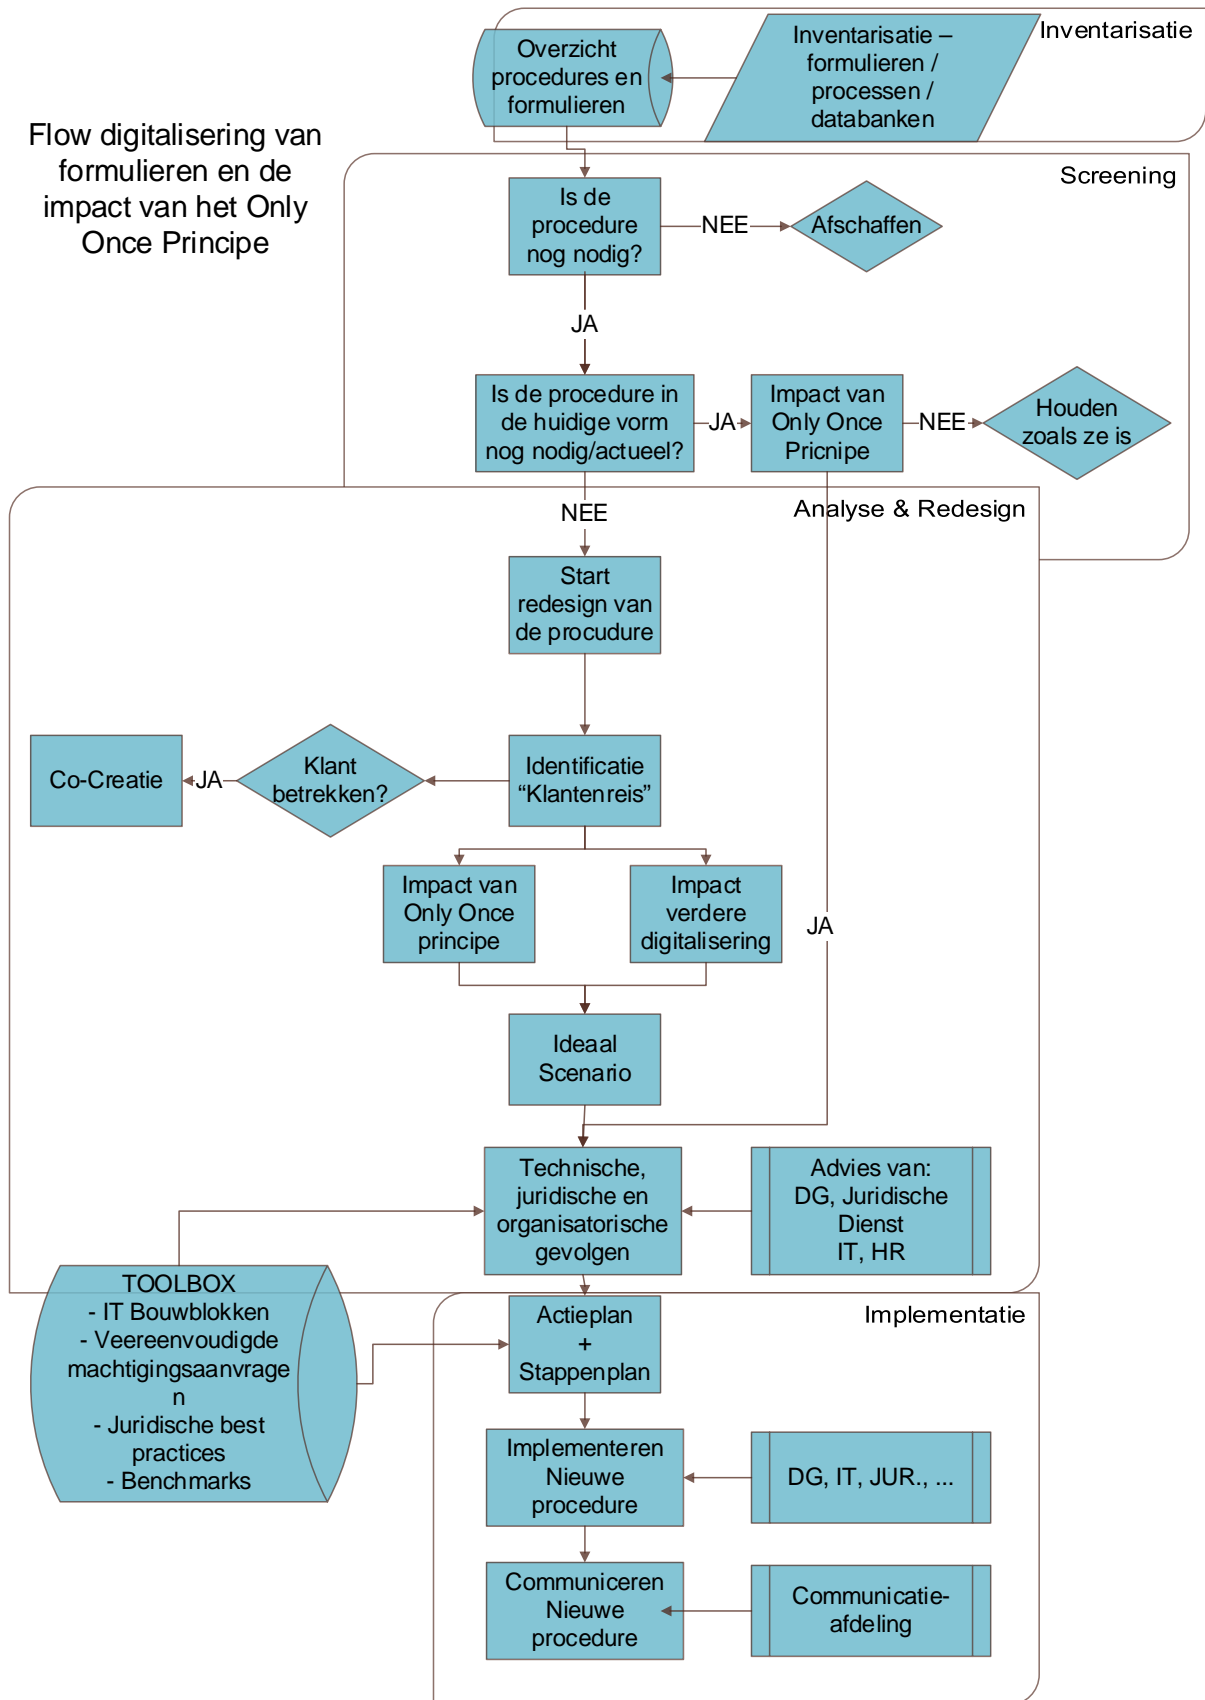 Inventarisatie
Overzicht
procedures en
formulieren
Inventarisatie –
formulieren /
processen /
databanken
Flow digitalisering van
formulieren en de
impact van het Only
Once Principe
Screening
Is de
procedure
nog nodig?
NEE
Afschaffen
JA
Is de procedure in
de huidige vorm
nog nodig/actueel?
JA
Impact van
Only Once
Pricnipe
NEE
Houden
zoals ze is
Analyse & Redesign
NEE
Start
redesign van
de procudure
Co-Creatie
JA
Klant
betrekken?
Identificatie
“Klantenreis”
Impact van
Only Once
principe
Impact
verdere
digitalisering
JA
Ideaal
Scenario
Technische,
juridische en
organisatorische
gevolgen
Advies van:
DG, Juridische
Dienst
IT, HR
TOOLBOX
- IT Bouwblokken
- Veereenvoudigde
machtigingsaanvrage
n
- Juridische best
practices
- Benchmarks
Implementatie
Actieplan
+
Stappenplan
Implementeren
Nieuwe
procedure
DG, IT, JUR., ...
Communiceren
Nieuwe
procedure
Communicatie-
afdeling